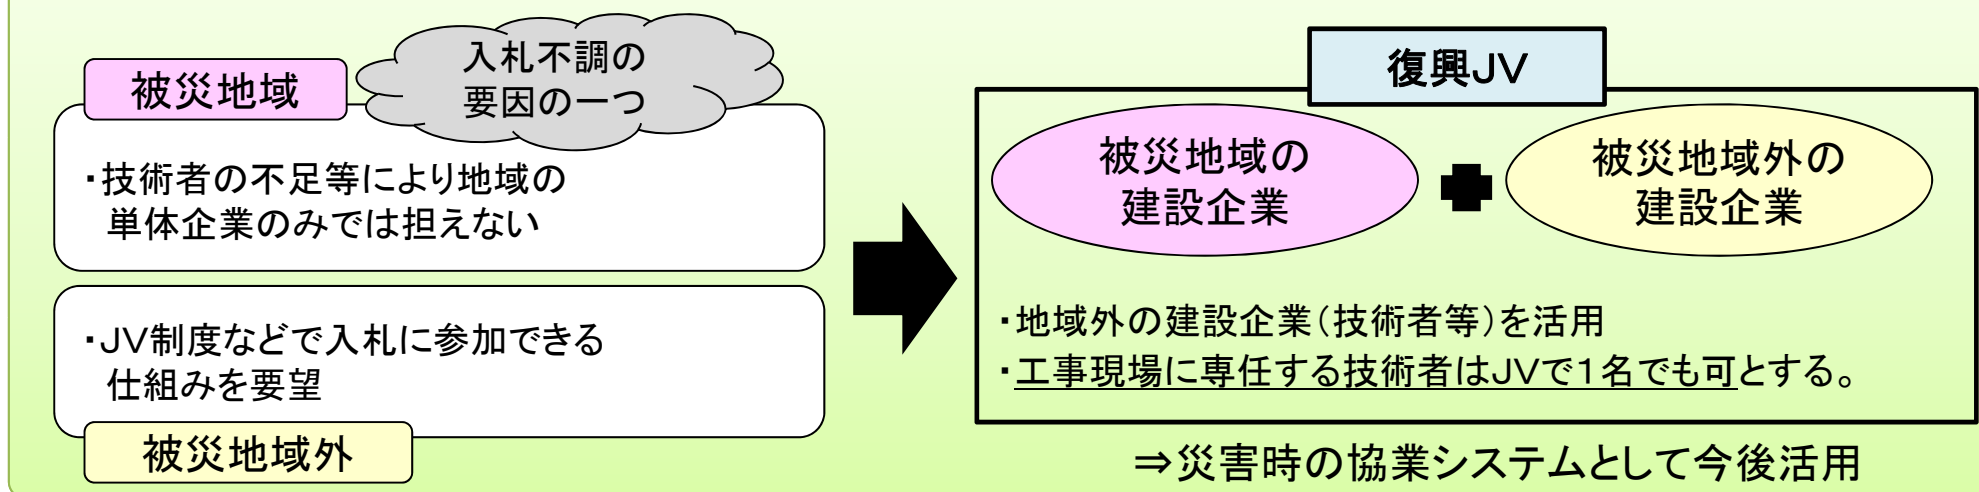 被災地域
入札不調の
要因の一つ
・技術者の不足等により地域の
単体企業のみでは担えない
・JV制度などで入札に参加できる
仕組みを要望
被災地域外
復興JV
被災地域の
建設企業
被災地域外の
建設企業
・地域外の建設企業(技術者等)を活用
・工事現場に専任する技術者はJVで1名でも可とする。
⇒災害時の協業システムとして今後活用